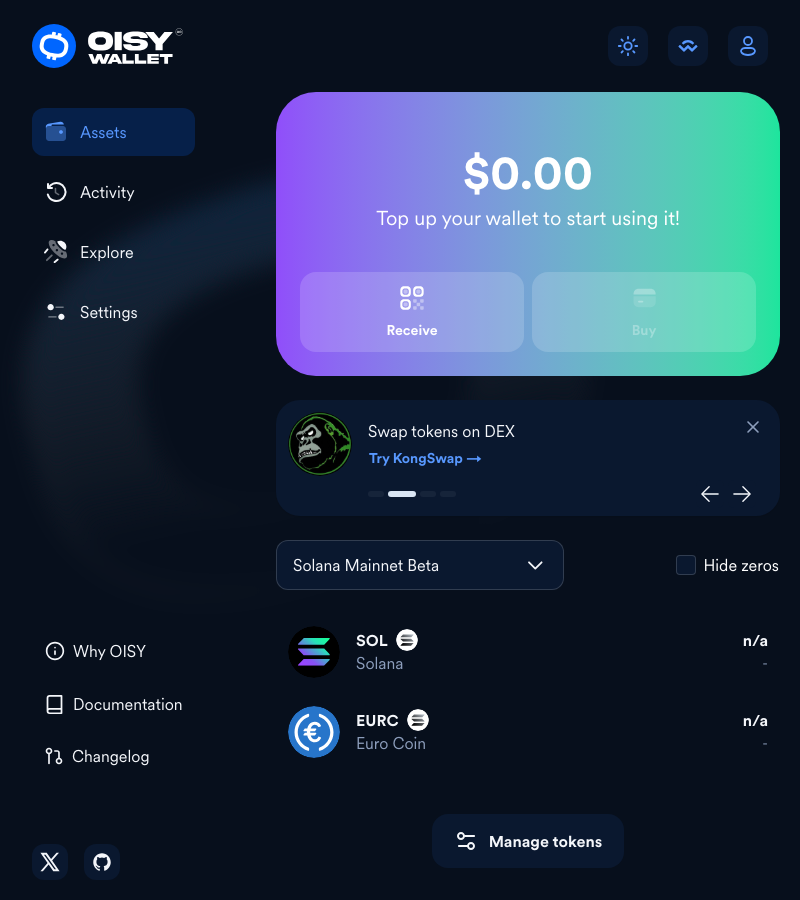 OISY
WALLET
Assets
Activity
Explore
Settings
$0.00
Top up your wallet to start using it!
Receive
Buy
Swap tokens on DEX
Try KongSwap →
Solana Mainnet Beta
Hide zeros
SOL
n/a
Solana
-
EURC
n/a
Euro Coin
-
Why OISY
Documentation
Changelog
Manage tokens